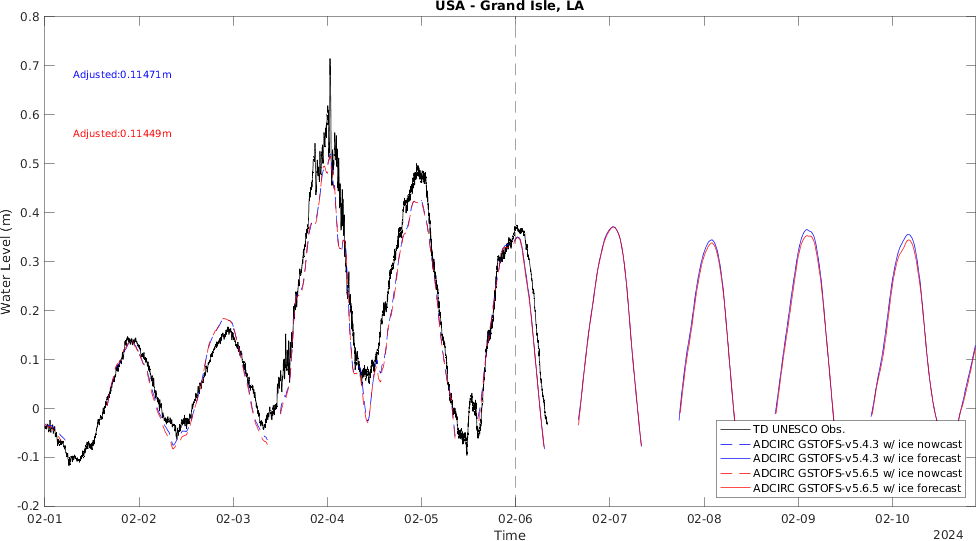 USA - Grand Isle, LA
Adjusted:0.11471m
Adjusted:0.11449m
Water Level (m)
0.8
0.7
0.6
0.5
0.4
0.3
0.2
0.1
0
-0.1
-0.2
TD UNESCO Obs.
ADCIRC GSTOFS-v5.4.3 w/ ice nowcast
ADCIRC GSTOFS-v5.4.3 w/ ice forecast
ADCIRC GSTOFS-v5.6.5 w/ ice nowcast
ADCIRC GSTOFS-v5.6.5 w/ ice forecast
02-01 02-02 02-03 02-04 02-05 02-06 02-07 02-08 02-09 02-10
Time
2024